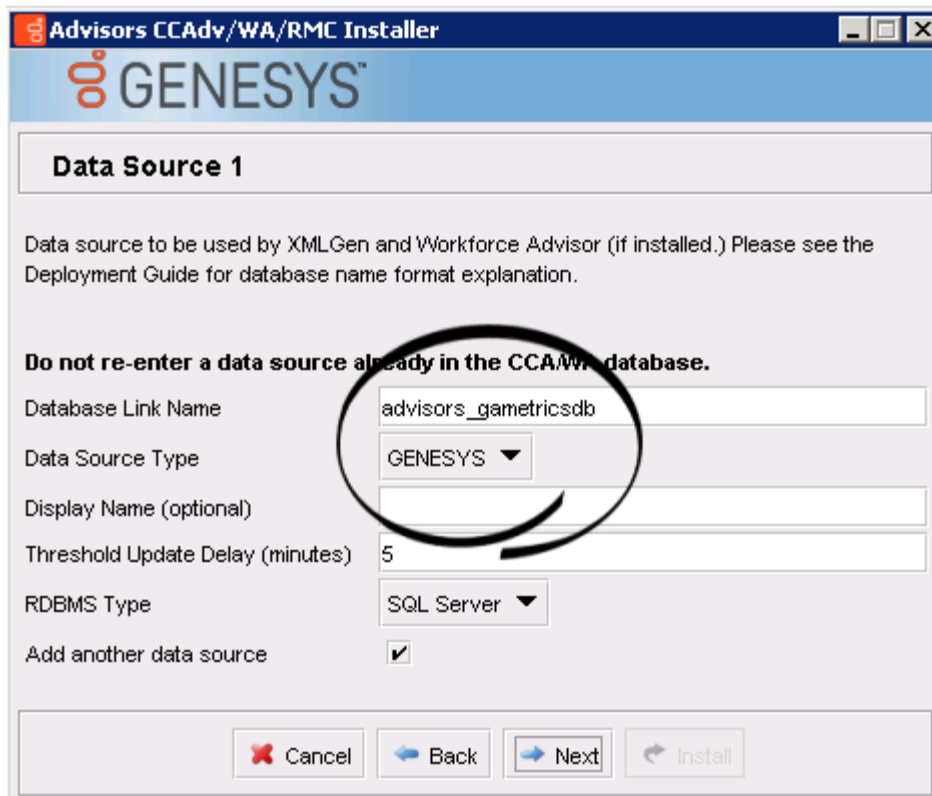 Advisors CCAdv/WA/RMC Installer
GENESYS™
Data Source 1
Data source to be used by XMLGen and Workforce Advisor (if installed.) Please see the
Deployment Guide for database name format explanation.
Do not re-enter a data source already in the CCA/WA database.
Database Link Name advisors_gametricsdb
Data Source Type GENESYS
Display Name (optional)
Threshold Update Delay (minutes) 5
RDBMS Type SQL Server
Add another data source
Cancel Back Next Install